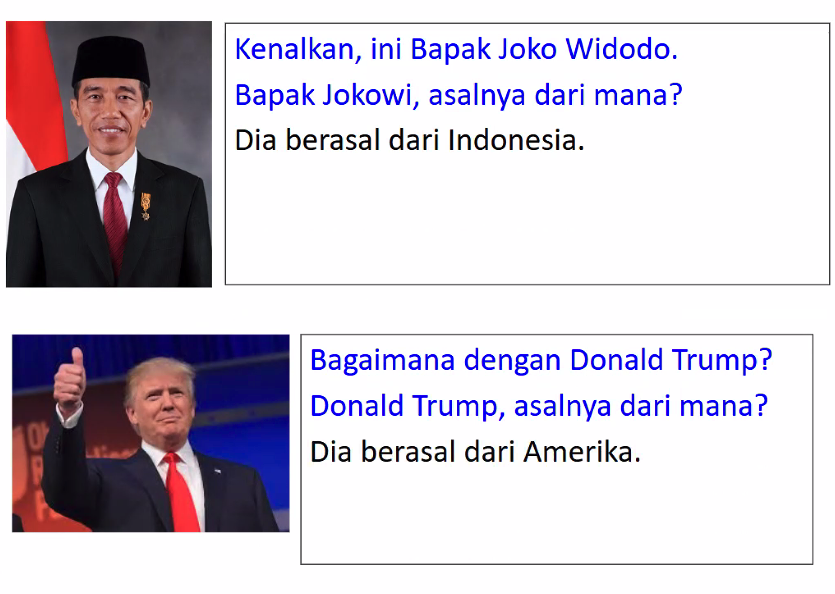 Kenalkan, ini Bapak Joko Widodo.
Bapak Jokowi, asalnya dari mana?
Dia berasal dari Indonesia.
Bagaimana dengan Donald Trump?
Donald Trump, asalnya dari mana?
Dia berasal dari Amerika.